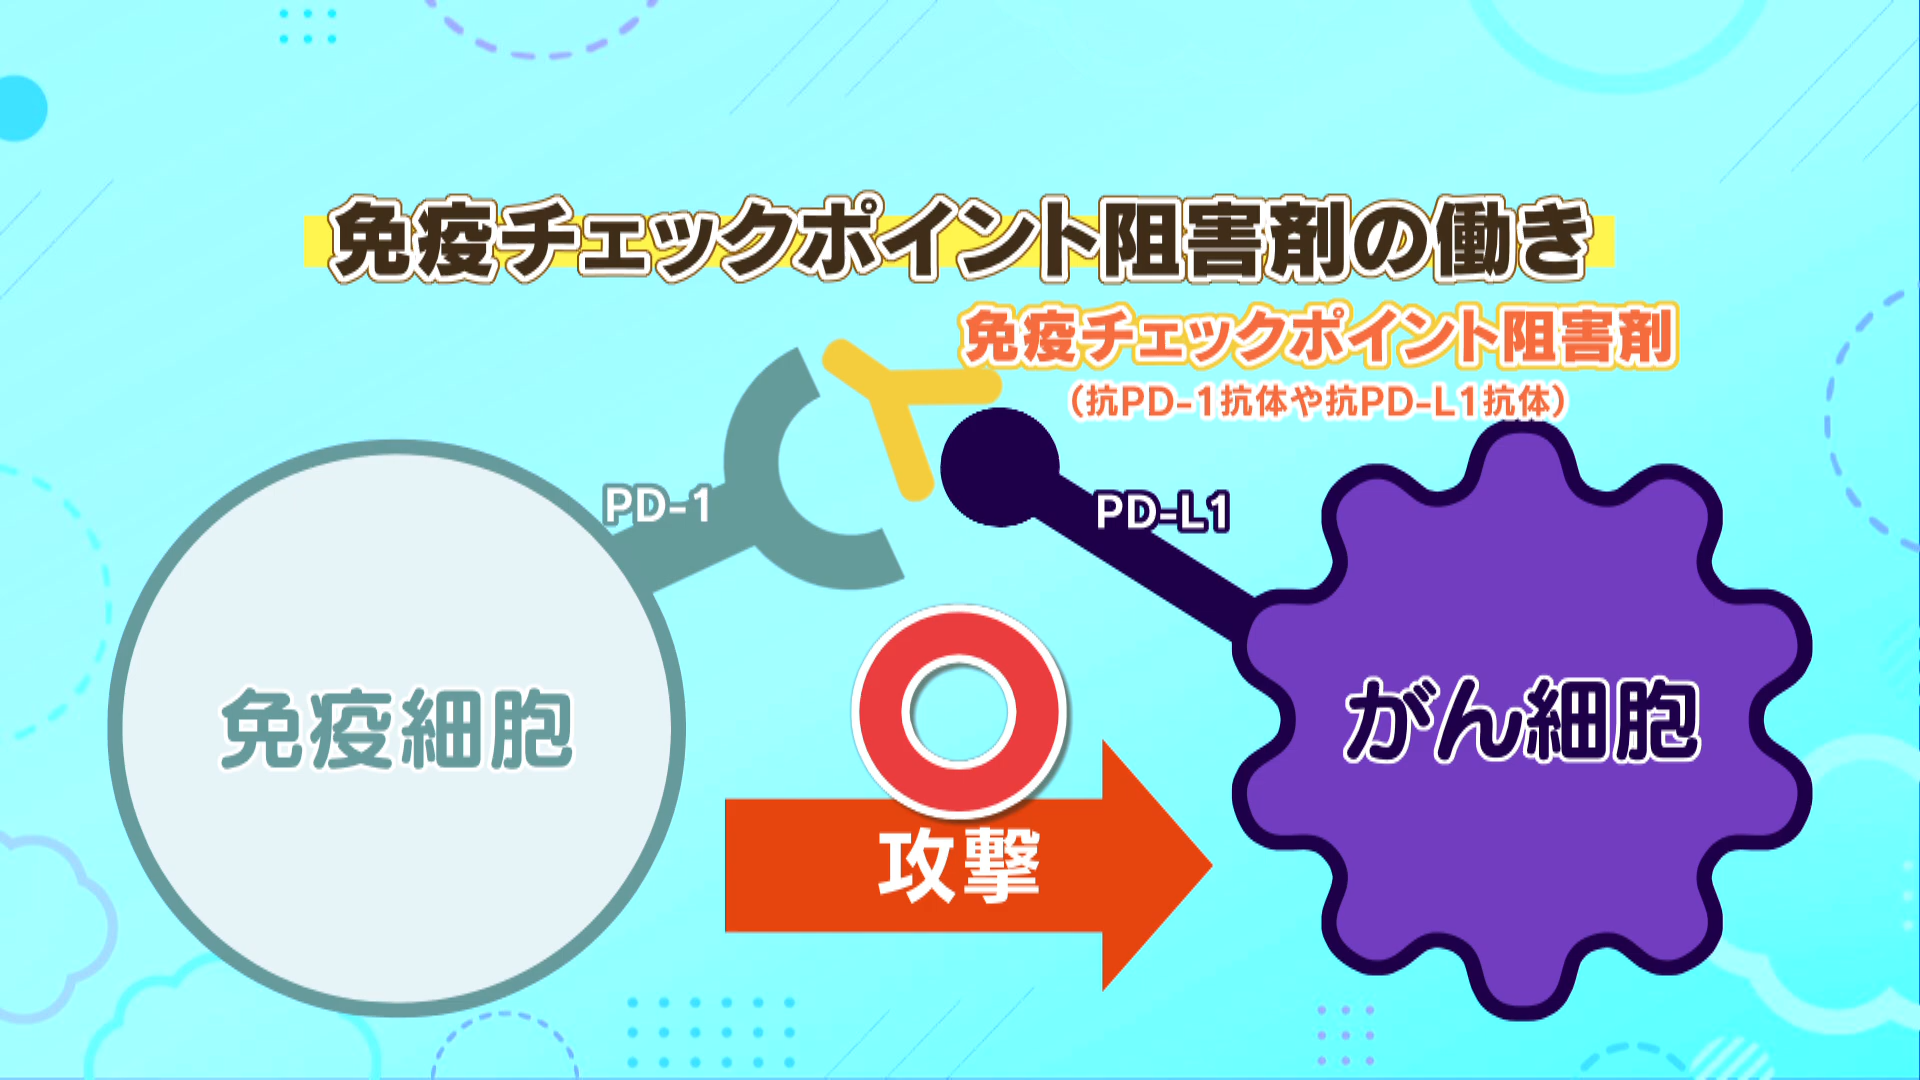 免疫チェックポイント阻害剤の働き
免疫チェックポイント阻害剤
（抗PD-1抗体や抗PD-L1抗体）
PD-1
PD-L1
免疫細胞
がん細胞
攻撃